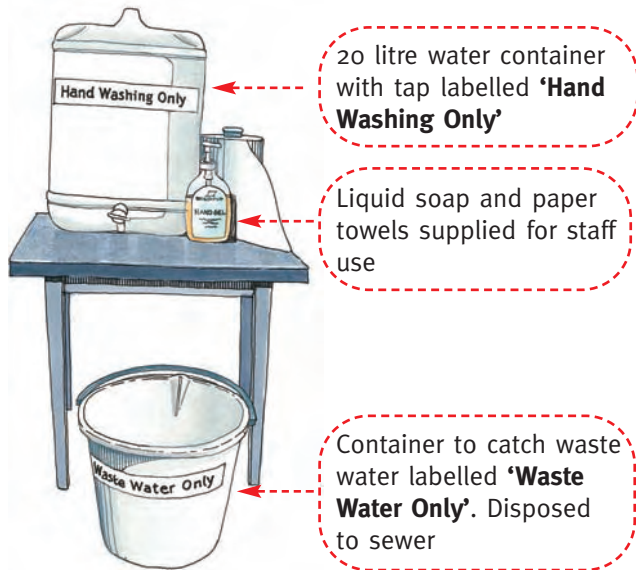 Hand Washing Only
20 litre water container
with tap labelled ‘Hand
Washing Only’
HAND GEL
Liquid soap and paper
towels supplied for staff
use
Waste Water Only
Container to catch waste
water labelled ‘Waste
Water Only’. Disposed
to sewer